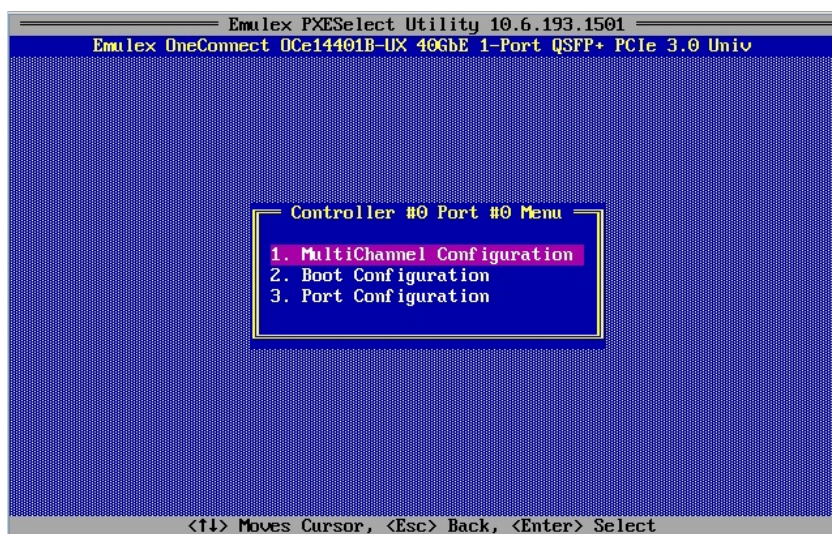 Emulex PXESelect Utility 10.6.193.1501
Emulex OneConnect OCe14401B-UX 40GbE 1-Port QSFP+ PCIe 3.0 Univ
Controller #0 Port #0 Menu
1. MultiChannel Configuration
2. Boot Configuration
3. Port Configuration
<↑↓> Moves Cursor, <Esc> Back, <Enter> Select